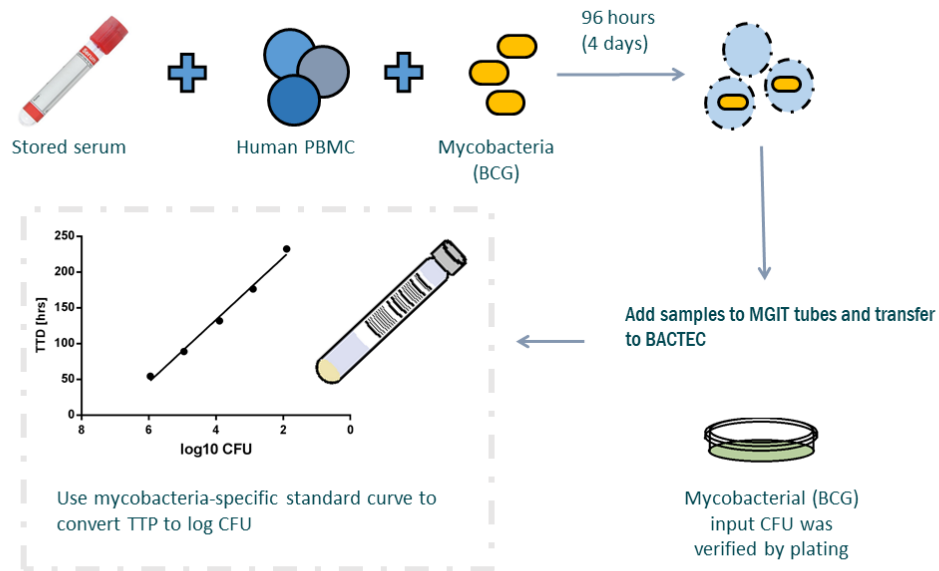 96 hours
(4 days)
Stored serum
Human PBMC
Mycobacteria
(BCG)
250
200
150
100
50
0
TTD [hrs]
8
6
4
2
0
log10 CFU
Add samples to MGIT tubes and transfer
to BACTEC
Use mycobacteria-specific standard curve to
convert TTP to log CFU
Mycobacterial (BCG)
input CFU was
verified by plating